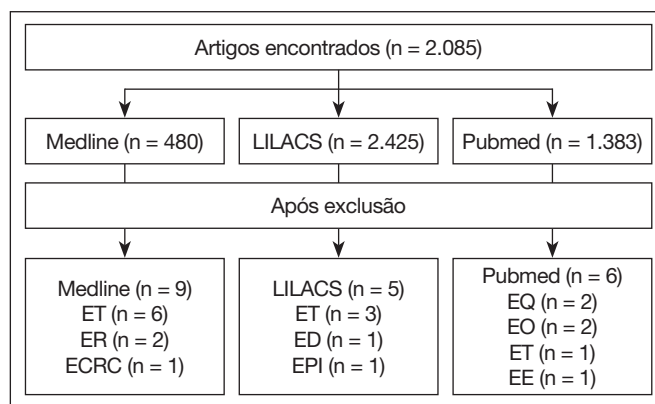 Artigos encontrados (n = 2.085)
Medline (n = 480)
LILACS (n = 2.425)
Pubmed (n = 1.383)
Após exclusão
Medline (n = 9)
ET (n = 6)
ER (n = 2)
ECRC (n = 1)
LILACS (n = 5)
ET (n = 3)
ED (n = 1)
EPI (n = 1)
Pubmed (n = 6)
EQ (n = 2)
EO (n = 2)
ET (n = 1)
EE (n = 1)